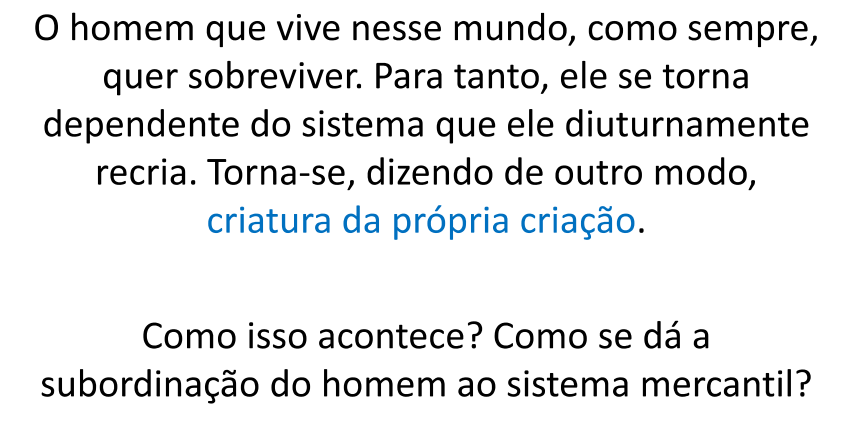 O homem que vive nesse mundo, como sempre,
quer sobreviver. Para tanto, ele se torna
dependente do sistema que ele diuturnamente
recria. Torna-se, dizendo de outro modo,
criatura da própria criação.
Como isso acontece? Como se dá a
subordinação do homem ao sistema mercantil?